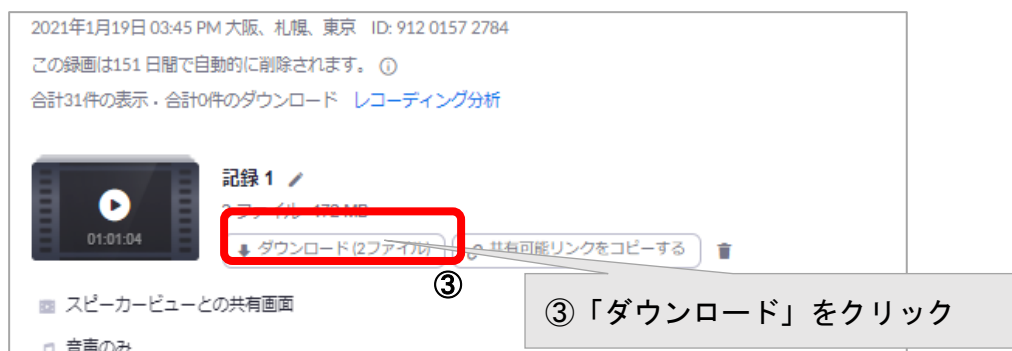 2021年1月19日 03:45 PM 大阪、札幌、東京 ID: 912 0157 2784
この録画は151 日間で自動的に削除されます。
合計31件の表示・合計0件のダウンロード レコーディング分析
記録 1
01:01:04
ダウンロード (2ファイル) 共有可能リンクをコピーする
③
③「ダウンロード」をクリック
スピーカービューとの共有画面
音声のみ